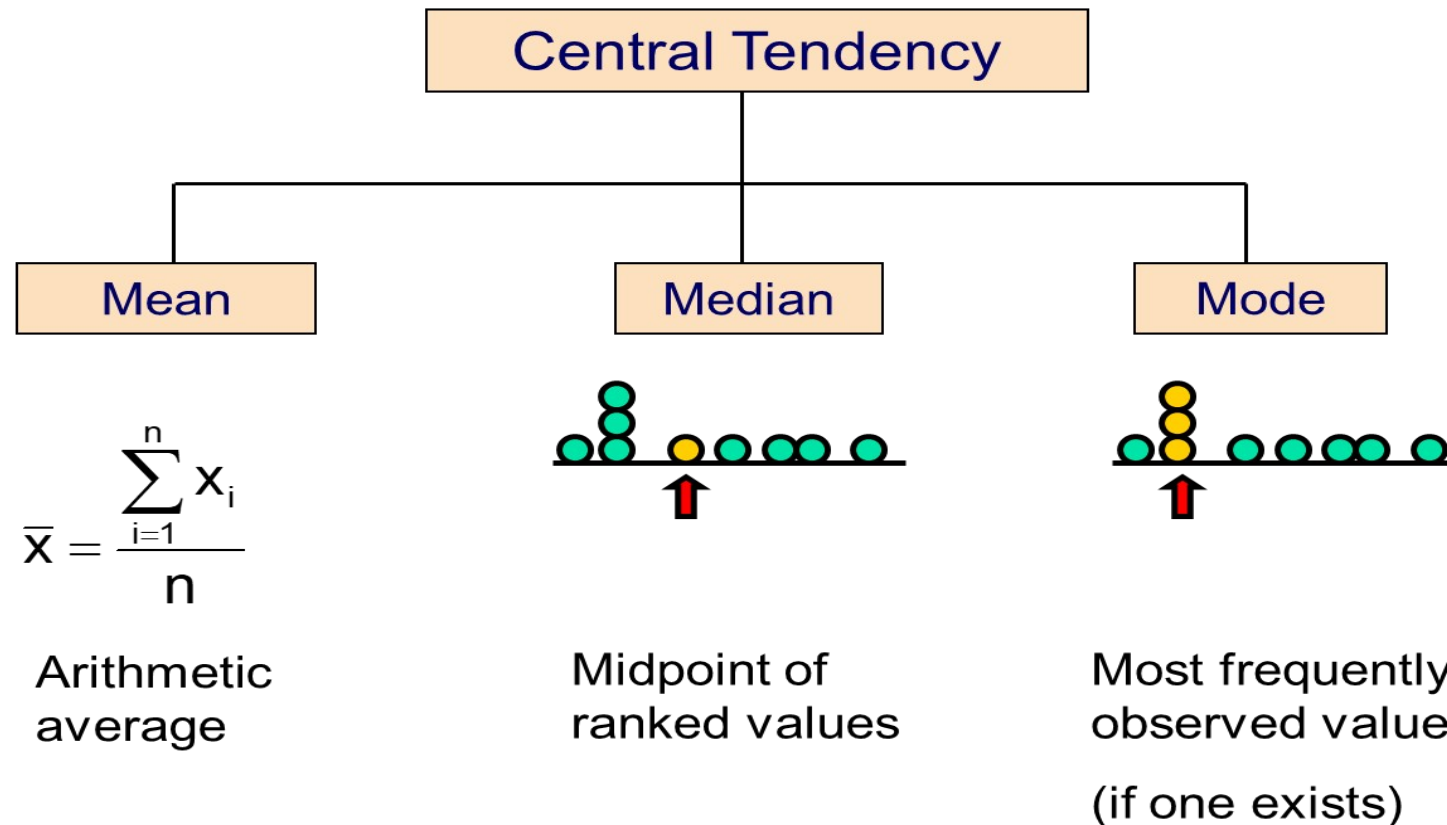 Central Tendency
Mean
Median
Mode
x̄ = ∑ᵢ₌₁ⁿ xᵢ / n
Arithmetic
average
Midpoint of
ranked values
Most frequently
observed value
(if one exists)